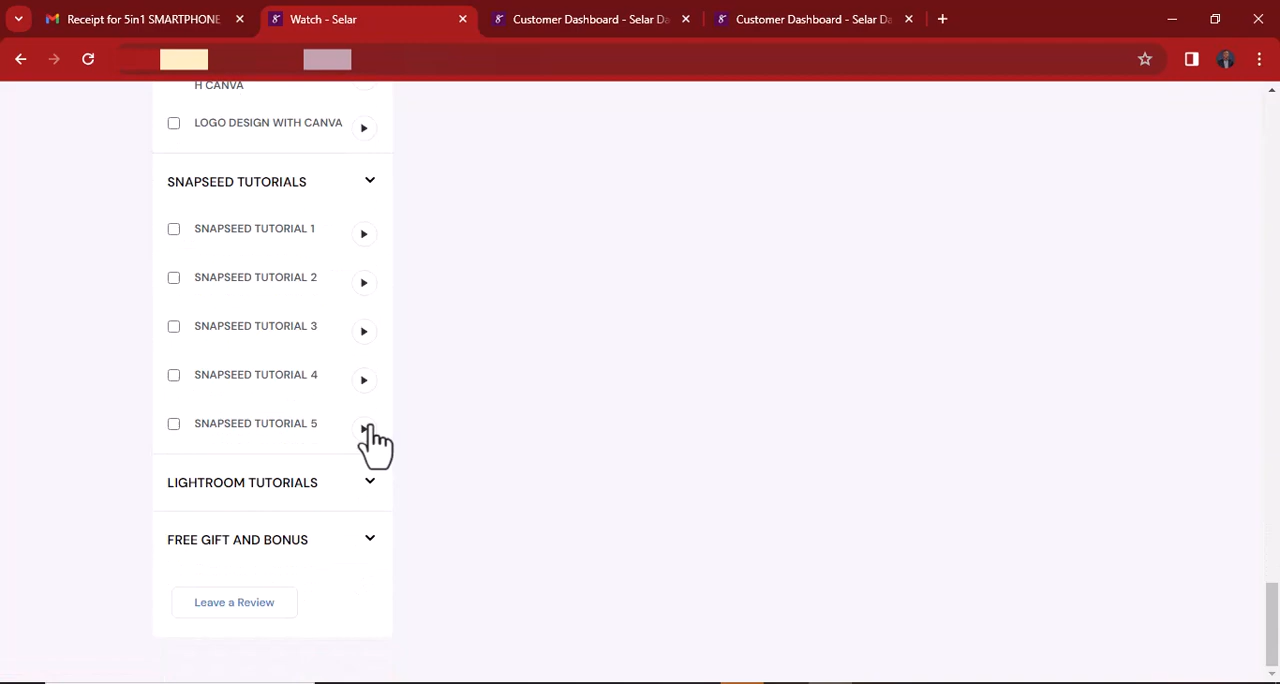 Receipt for 5in1 SMARTPHONE
Watch - Selar
Customer Dashboard - Selar Da
Customer Dashboard - Selar Da
H CANVA
LOGO DESIGN WITH CANVA
SNAPSEED TUTORIALS
SNAPSEED TUTORIAL 1
SNAPSEED TUTORIAL 2
SNAPSEED TUTORIAL 3
SNAPSEED TUTORIAL 4
SNAPSEED TUTORIAL 5
LIGHTROOM TUTORIALS
FREE GIFT AND BONUS
Leave a Review